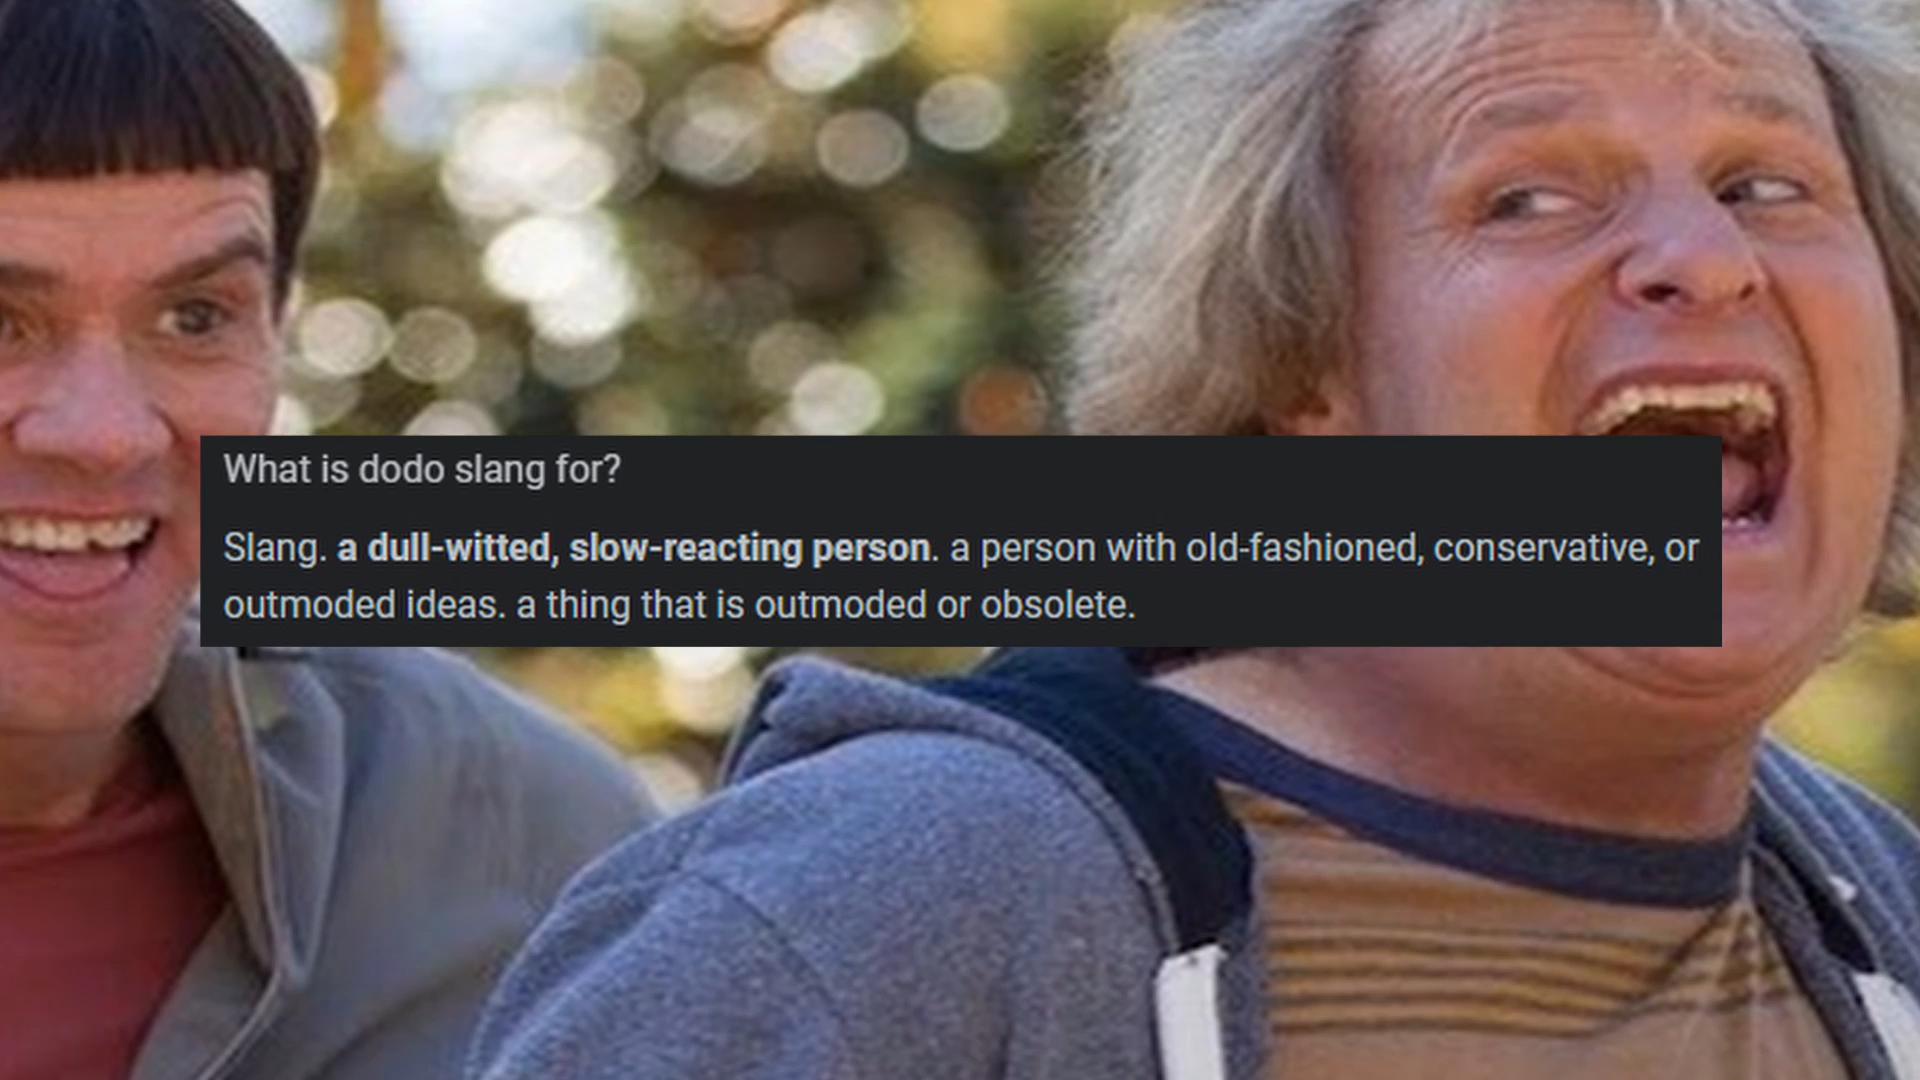 What is dodo slang for?
Slang. a dull-witted, slow-reacting person. a person with old-fashioned, conservative, or
outmoded ideas. a thing that is outmoded or obsolete.